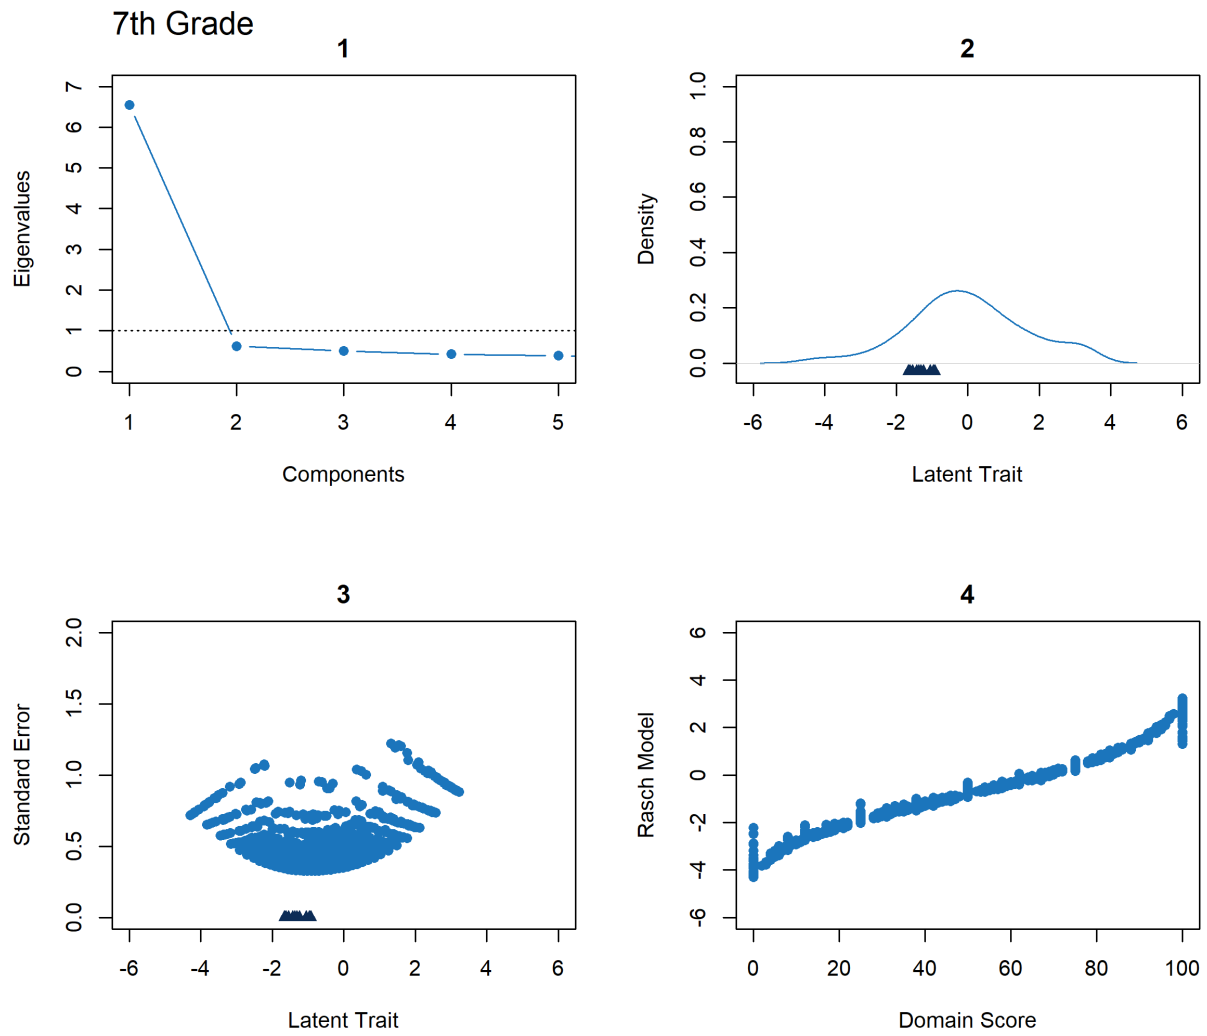 7th Grade
1
7
6
5
4
3
2
1
0
Eigenvalues
1 2 3 4 5
Components
2
1.0
0.8
0.6
0.4
0.2
0.0
Density
-6 -4 -2 0 2 4 6
Latent Trait
3
2.0
1.5
1.0
0.5
0.0
Standard Error
-6 -4 -2 0 2 4 6
Latent Trait
4
6
4
2
0
-2
-4
-6
Rasch Model
0 20 40 60 80 100
Domain Score